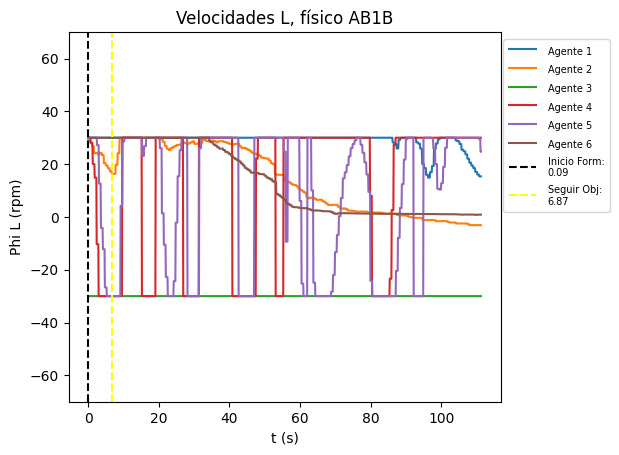 Velocidades L, físico AB1B
Phi L (rpm)
60
40
20
0
−20
−40
−60
0
20
40
60
80
100
t (s)
Agente 1
Agente 2
Agente 3
Agente 4
Agente 5
Agente 6
Inicio Form:
0.09
Seguir Obj:
6.87